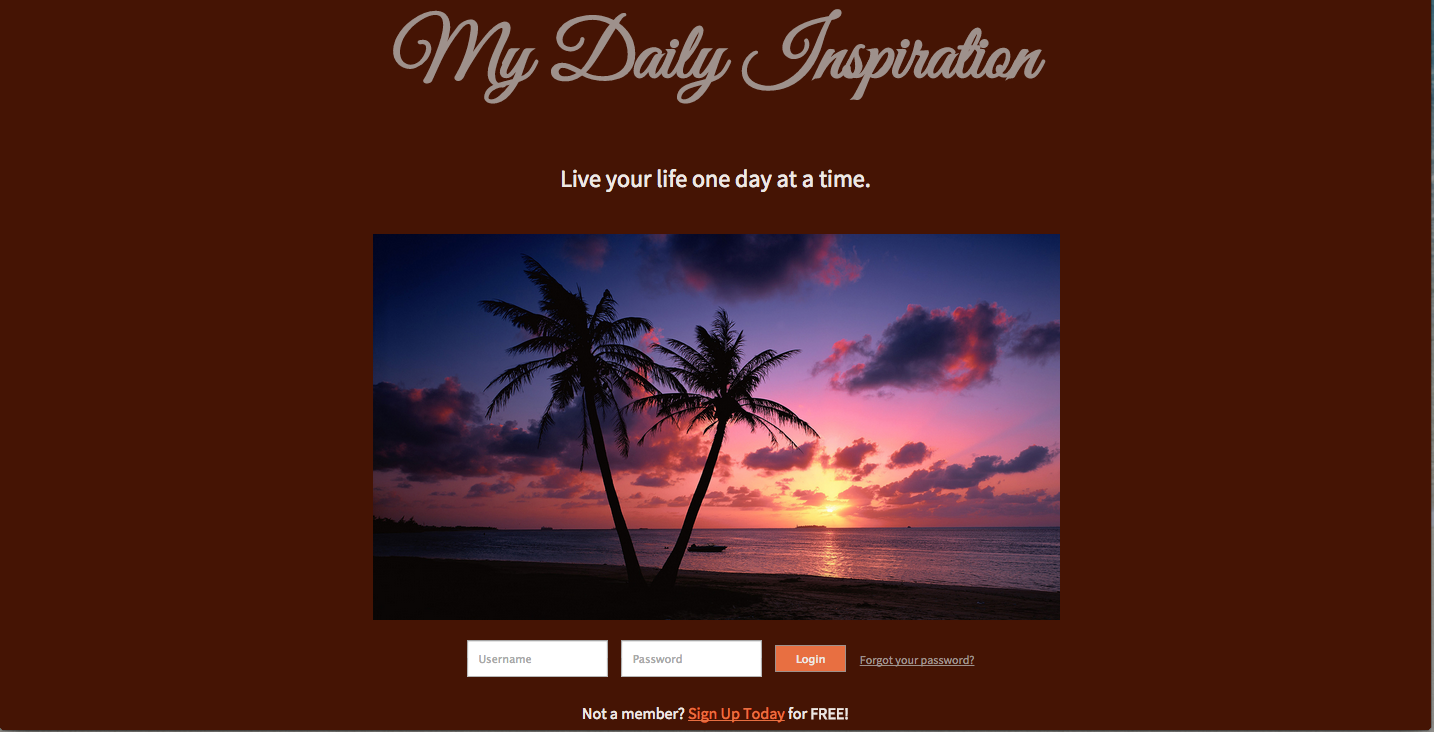 My Daily Inspiration
Live your life one day at a time.
Username Password Login Forgot your password?
Not a member? Sign Up Today for FREE!